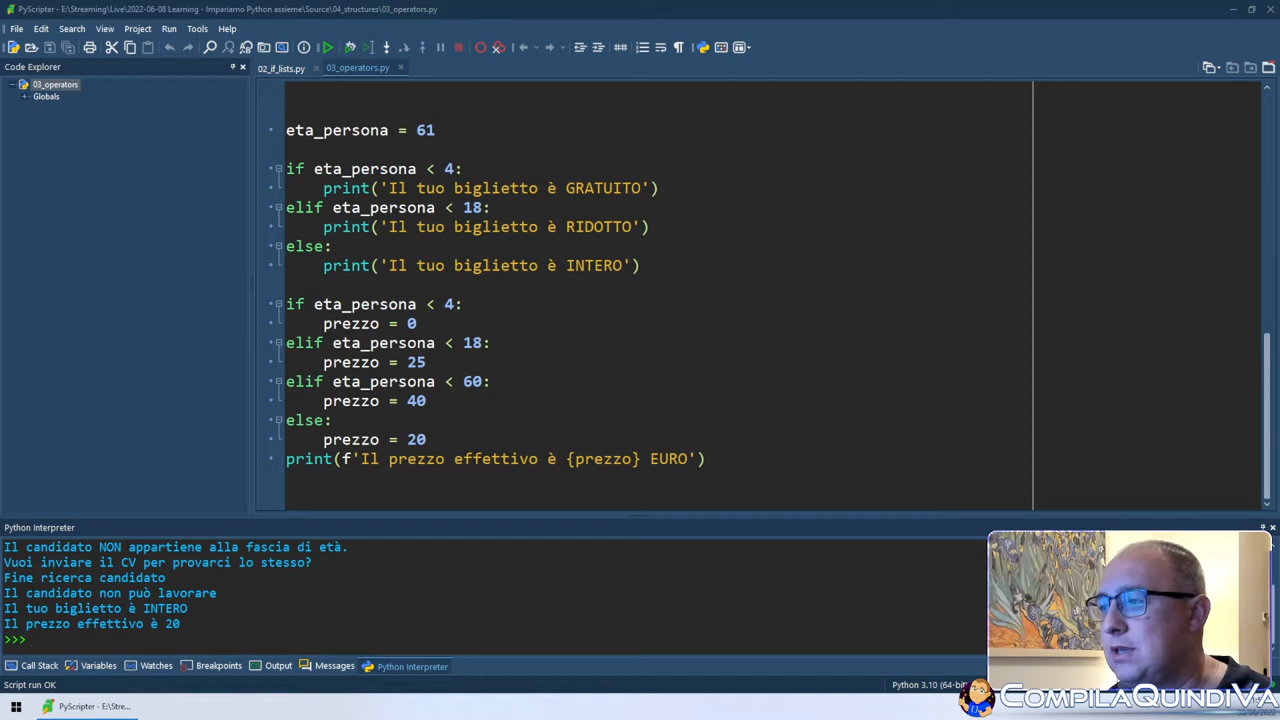 PyScripter - E:\Streaming\Live\2022-06-08 Learning - Impariamo Python assieme\Source\04_structures\03_operators.py
File Edit Search View Project Run Tools Help
Code Explorer
02_if_lists.py 03_operators.py
03_operators
Globals
eta_persona = 61
if eta_persona < 4:
print('Il tuo biglietto è GRATUITO')
elif eta_persona < 18:
print('Il tuo biglietto è RIDOTTO')
else:
print('Il tuo biglietto è INTERO')
if eta_persona < 4:
prezzo = 0
elif eta_persona < 18:
prezzo = 25
elif eta_persona < 60:
prezzo = 40
else:
prezzo = 20
print(f'Il prezzo effettivo è {prezzo} EURO')
Python Interpreter
Il candidato NON appartiene alla fascia di età.
Vuoi inviare il CV per provarci lo stesso?
Fine ricerca candidato
Il candidato non può lavorare
Il tuo biglietto è INTERO
Il prezzo effettivo è 20
>>>
Call Stack Variables Watches Breakpoints Output Messages Python Interpreter
Script run OK
Python 3.10 (64-bit)
PyScripter - E:\Stre...
COMPILAQUINDIVA